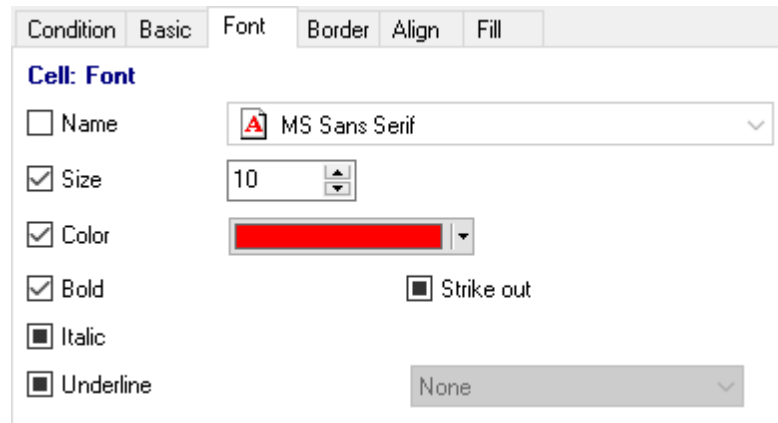 Condition Basic Font Border Align Fill
Cell: Font
Name MS Sans Serif
Size 10
Color
Bold Strike out
Italic
Underline None